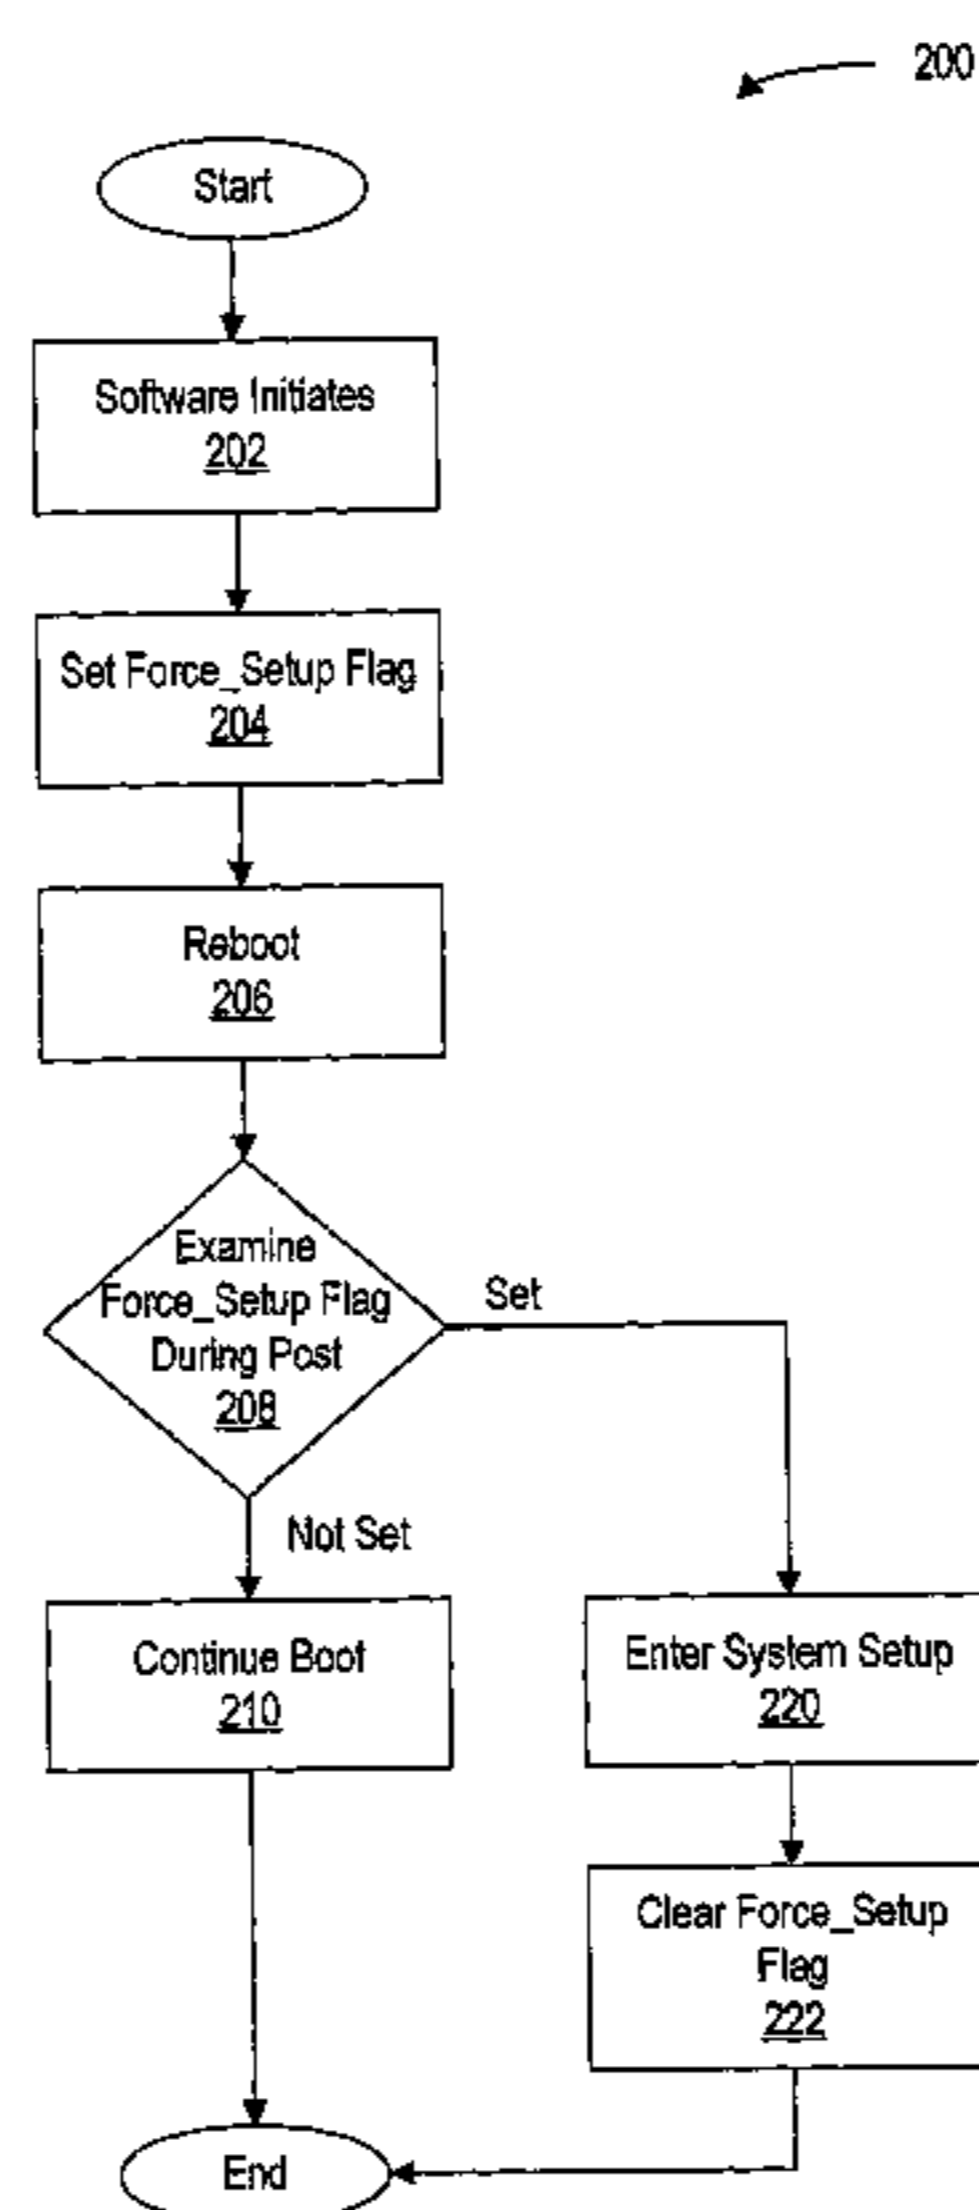 200
Start
Software Initiates
202
Set Force_Setup Flag
204
Reboot
206
Examine
Force_Setup Flag
During Post
208
Set
Not Set
Continue Boot
210
Enter System Setup
220
Clear Force_Setup
Flag
222
End